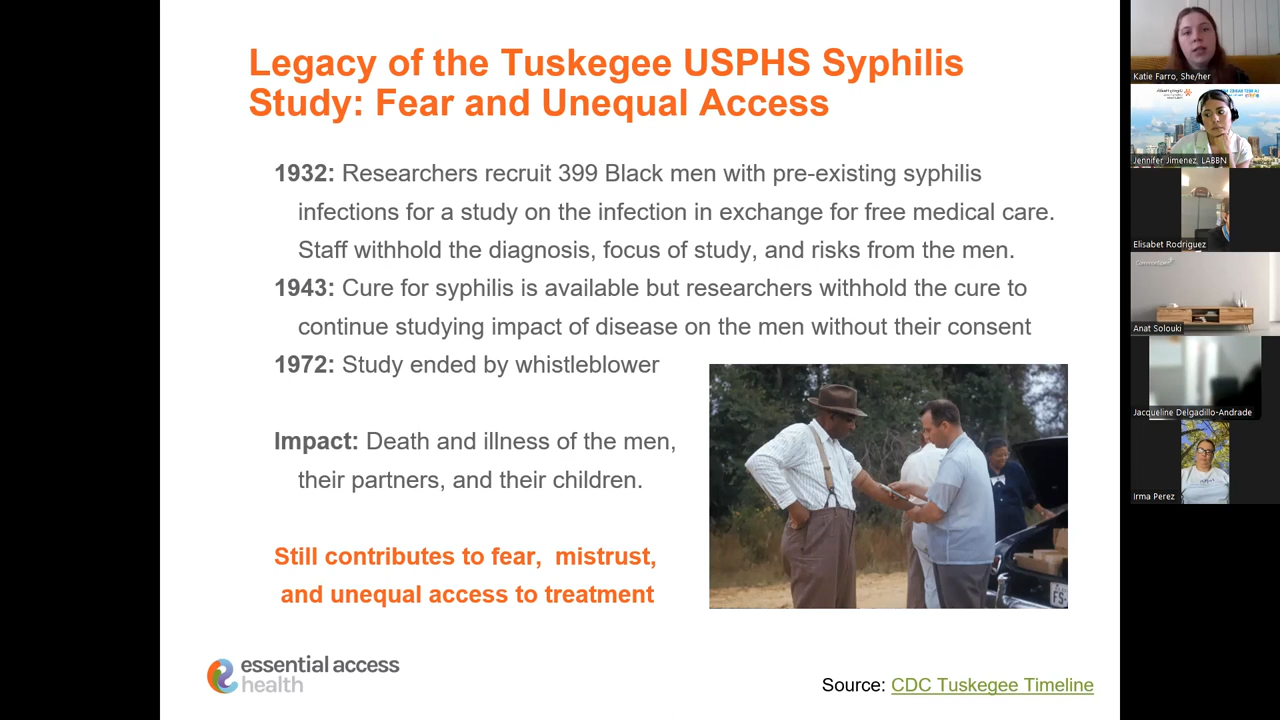 Legacy of the Tuskegee USPHS Syphilis
Study: Fear and Unequal Access
1932: Researchers recruit 399 Black men with pre-existing syphilis
infections for a study on the infection in exchange for free medical care.
Staff withhold the diagnosis, focus of study, and risks from the men.
1943: Cure for syphilis is available but researchers withhold the cure to
continue studying impact of disease on the men without their consent
1972: Study ended by whistleblower
Impact: Death and illness of the men,
their partners, and their children.
Still contributes to fear, mistrust,
and unequal access to treatment
FS
essential access
health
Source: CDC Tuskegee Timeline
Katie Farro, She/her
Jennifer Jimenez, LABBN
Elisabet Rodriguez
Anat Solouki
Jacqueline Delgadillo-Andrade
Irma Perez